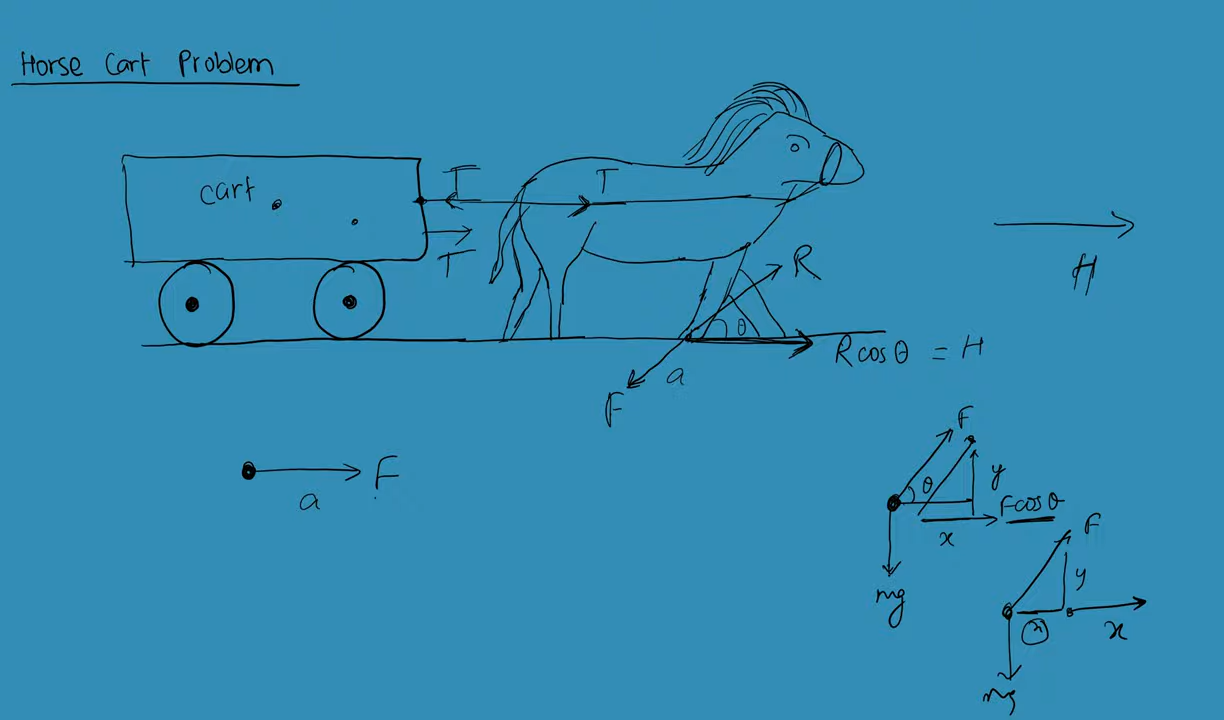 Horse Cart Problem
cart
T
T
T
R
θ
R cos θ = H
H
F
a
F
a
F
θ
y
F cos θ
x
mg
F
y
x
x
mg